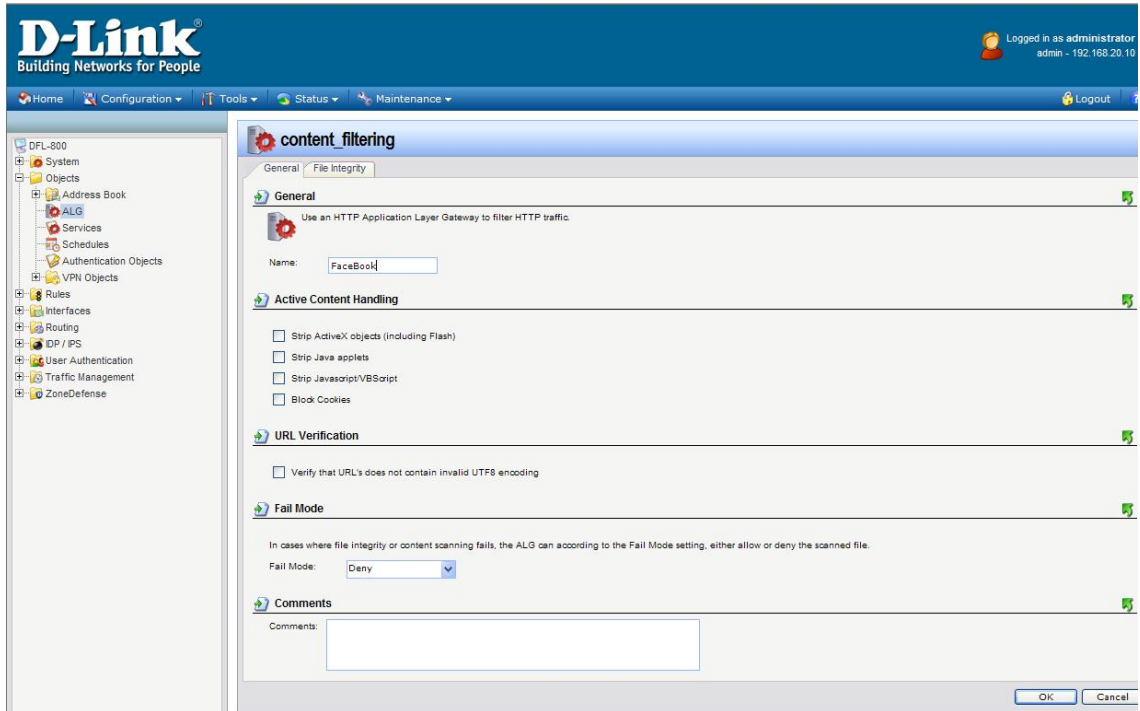 D-Link®
Building Networks for People
Logged in as administrator
admin - 192.168.20.10
Home Configuration Tools Status Maintenance Logout
DFL-800
System
Objects
Address Book
ALG
Services
Schedules
Authentication Objects
VPN Objects
Rules
Interfaces
Routing
IDP / IPS
User Authentication
Traffic Management
ZoneDefense
content_filtering
General File Integrity
General
Use an HTTP Application Layer Gateway to filter HTTP traffic.
Name: FaceBook
Active Content Handling
Strip ActiveX objects (including Flash)
Strip Java applets
Strip Javascript/VBScript
Block Cookies
URL Verification
Verify that URL's does not contain invalid UTF8 encoding
Fail Mode
In cases where file integrity or content scanning fails, the ALG can according to the Fail Mode setting, either allow or deny the scanned file.
Fail Mode: Deny
Comments
Comments:
OK Cancel